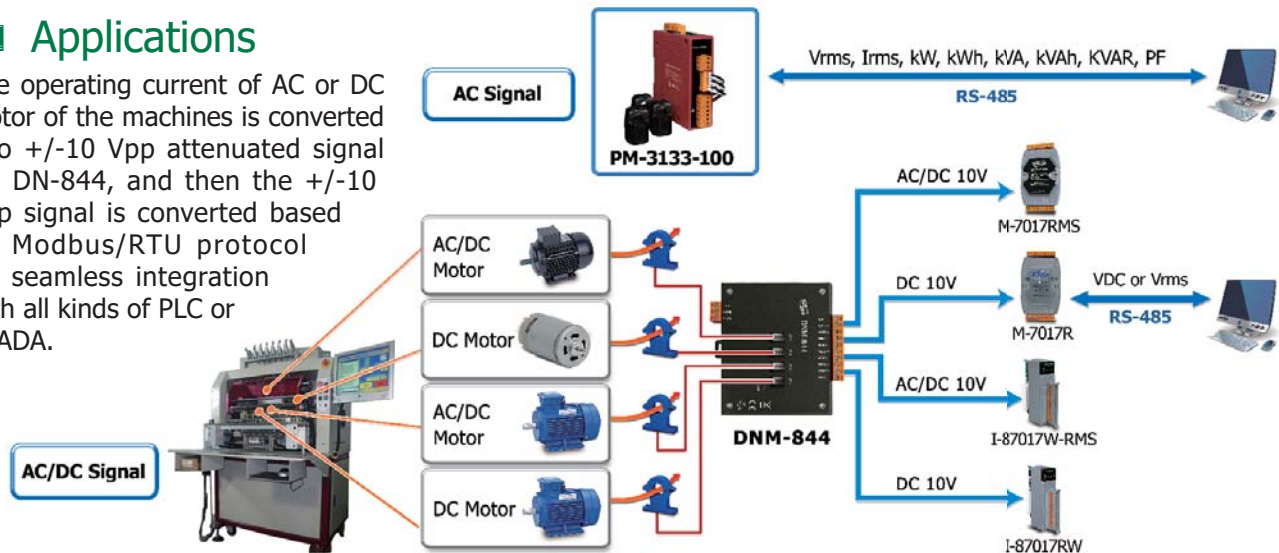 Applications
e operating current of AC or DC
otor of the machines is converted
o +/-10 Vpp attenuated signal
DN-844, and then the +/-10
p signal is converted based
Modbus/RTU protocol
seamless integration
h all kinds of PLC or
ADA.
AC Signal
PM-3133-100
Vrms, Irms, kW, kWh, kVA, kVAh, KVAR, PF
RS-485
AC/DC Signal
AC/DC
Motor
DC Motor
AC/DC
Motor
DC Motor
DNM-844
AC/DC 10V
M-7017RMS
DC 10V
M-7017R
VDC or Vrms
RS-485
AC/DC 10V
I-87017W-RMS
DC 10V
I-87017RW